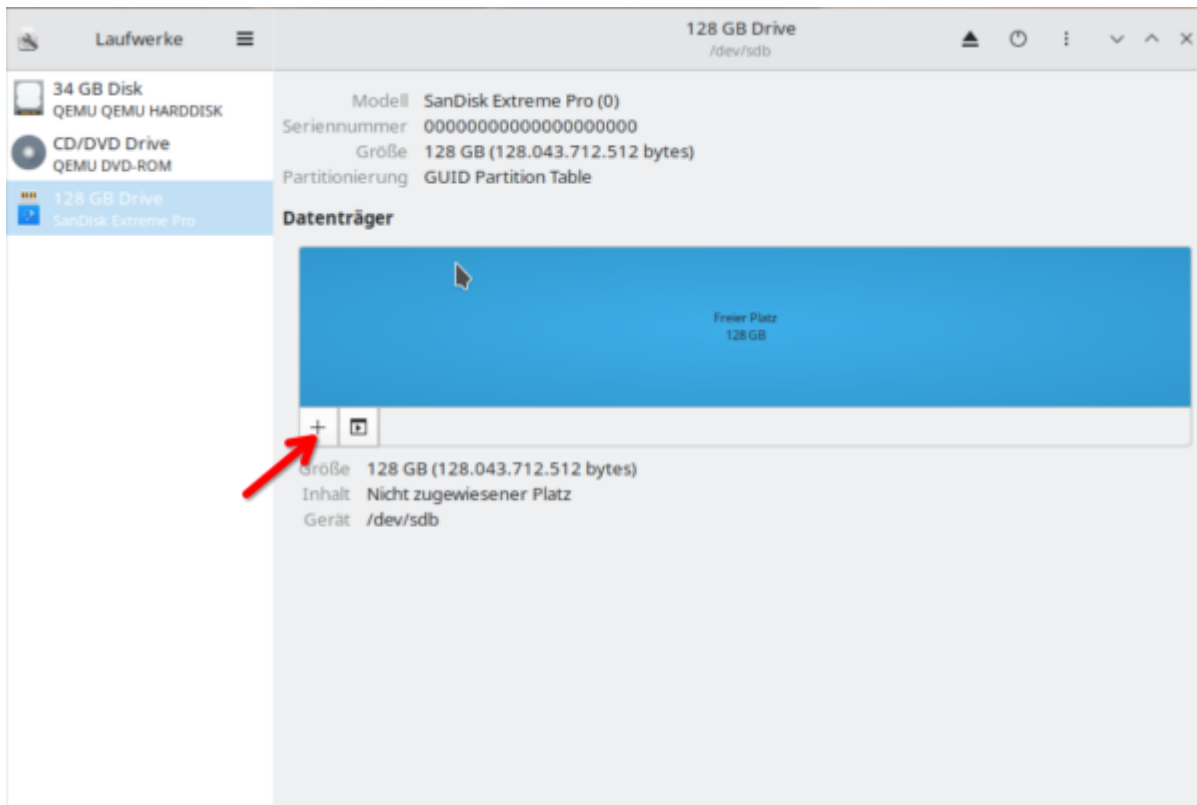 Laufwerke
128 GB Drive
/dev/sdb
34 GB Disk
QEMU QEMU HARDDISK
CD/DVD Drive
QEMU DVD-ROM
128 GB Drive
SanDisk Extreme Pro
Modell SanDisk Extreme Pro (0)
Seriennummer 00000000000000000000
Größe 128 GB (128.043.712.512 bytes)
Partitionierung GUID Partition Table
Datenträger
Freier Platz
128 GB
Größe 128 GB (128.043.712.512 bytes)
Inhalt Nicht zugewiesener Platz
Gerät /dev/sdb